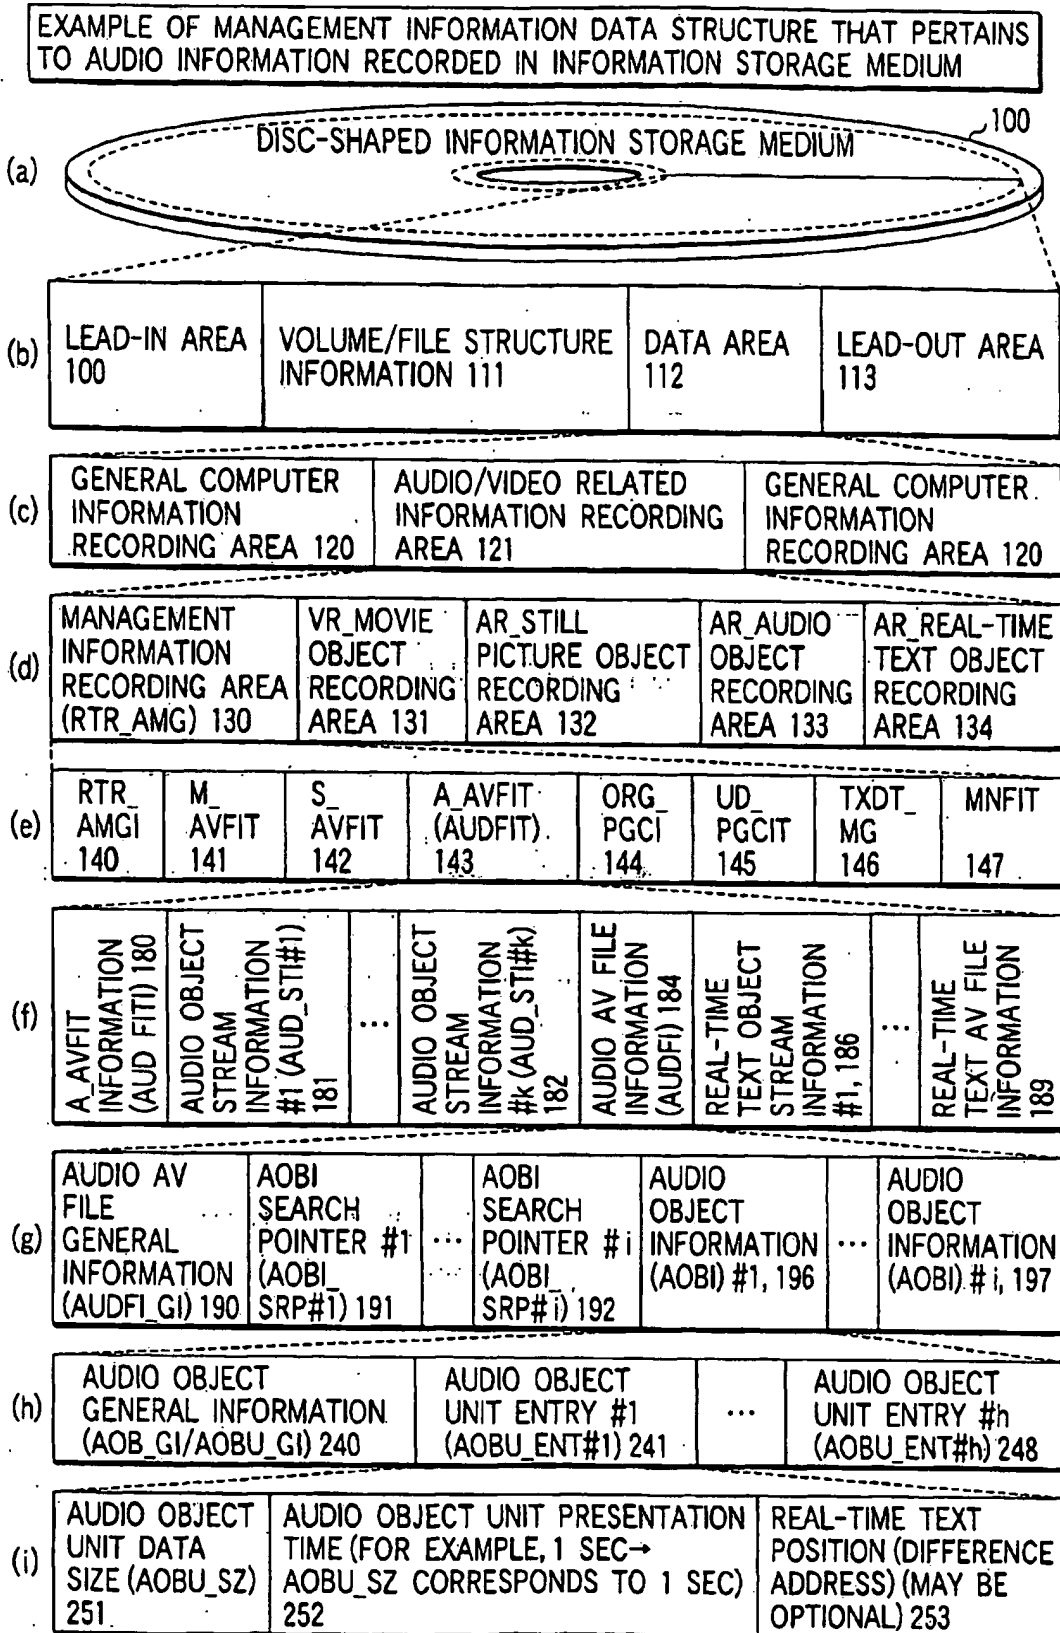 EXAMPLE OF MANAGEMENT INFORMATION DATA STRUCTURE THAT PERTAINS
TO AUDIO INFORMATION RECORDED IN INFORMATION STORAGE MEDIUM
100
DISC-SHAPED INFORMATION STORAGE MEDIUM
(a)
(b)
LEAD-IN AREA
100
VOLUME/FILE STRUCTURE
INFORMATION 111
DATA AREA
112
LEAD-OUT AREA
113
(c)
GENERAL COMPUTER
INFORMATION
RECORDING AREA 120
AUDIO/VIDEO RELATED
INFORMATION RECORDING
AREA 121
GENERAL COMPUTER
INFORMATION
RECORDING AREA 120
(d)
MANAGEMENT
INFORMATION
RECORDING AREA
(RTR_AMG) 130
VR_MOVIE
OBJECT
RECORDING
AREA 131
AR_STILL
PICTURE OBJECT
RECORDING
AREA 132
AR_AUDIO
OBJECT
RECORDING
AREA 133
AR_REAL-TIME
TEXT OBJECT
RECORDING
AREA 134
(e)
RTR_
AMGI
140
M_
AVFIT
141
S_
AVFIT
142
A_AVFIT
(AUDFIT)
143
ORG_
PGCI
144
UD_
PGCIT
145
TXDT_
MG
146
MNFIT
147
(f)
A_AVFIT
INFORMATION
(AUD FITI) 180
AUDIO OBJECT
STREAM
INFORMATION
#1 (AUD_STI#1)
181
...
AUDIO OBJECT
STREAM
INFORMATION
#k (AUD_STI#k)
182
AUDIO AV FILE
INFORMATION
(AUDFI) 184
REAL-TIME
TEXT OBJECT
STREAM
INFORMATION
#1, 186
...
REAL-TIME
TEXT AV FILE
INFORMATION
189
(g)
AUDIO AV
FILE
GENERAL
INFORMATION
(AUDFI_GI) 190
AOBI
SEARCH
POINTER #1
(AOBI_
SRP#1) 191
...
AOBI
SEARCH
POINTER #i
(AOBI_
SRP#i) 192
AUDIO
OBJECT
INFORMATION
(AOBI) #1, 196
...
AUDIO
OBJECT
INFORMATION
(AOBI) #i, 197
(h)
AUDIO OBJECT
GENERAL INFORMATION
(AOB_GI/AOBU_GI) 240
AUDIO OBJECT
UNIT ENTRY #1
(AOBU_ENT#1) 241
...
AUDIO OBJECT
UNIT ENTRY #h
(AOBU_ENT#h) 248
(i)
AUDIO OBJECT
UNIT DATA
SIZE (AOBU_SZ)
251
AUDIO OBJECT UNIT PRESENTATION
TIME (FOR EXAMPLE, 1 SEC→
AOBU_SZ CORRESPONDS TO 1 SEC)
252
REAL-TIME TEXT
POSITION (DIFFERENCE
ADDRESS) (MAY BE
OPTIONAL) 253